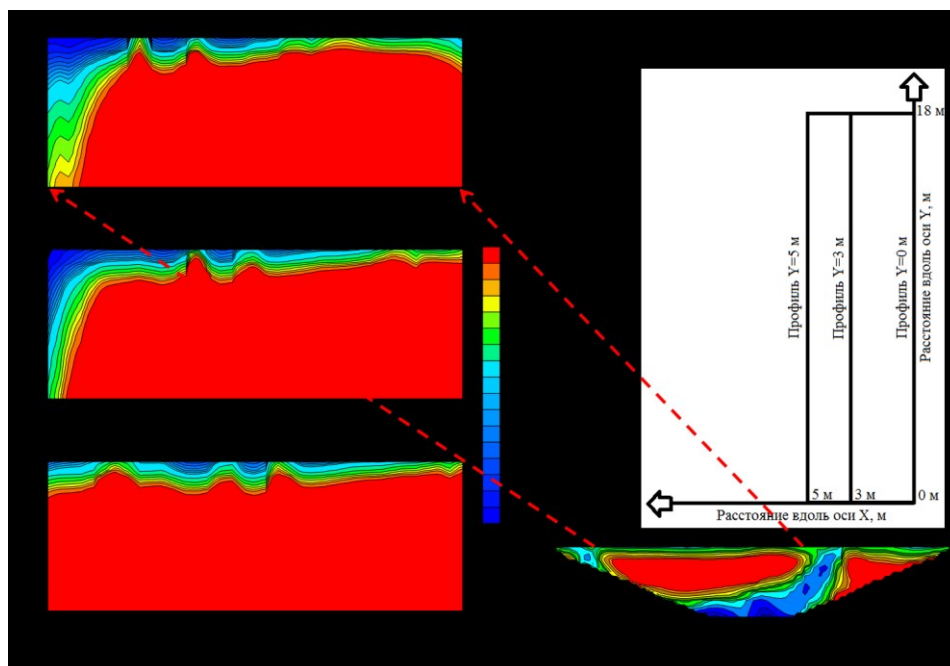 18 м
Расстояние вдоль оси Y, м
Профиль Y=5 м
Профиль Y=3 м
Профиль Y=0 м
5 м
3 м
0 м
Расстояние вдоль оси X, м